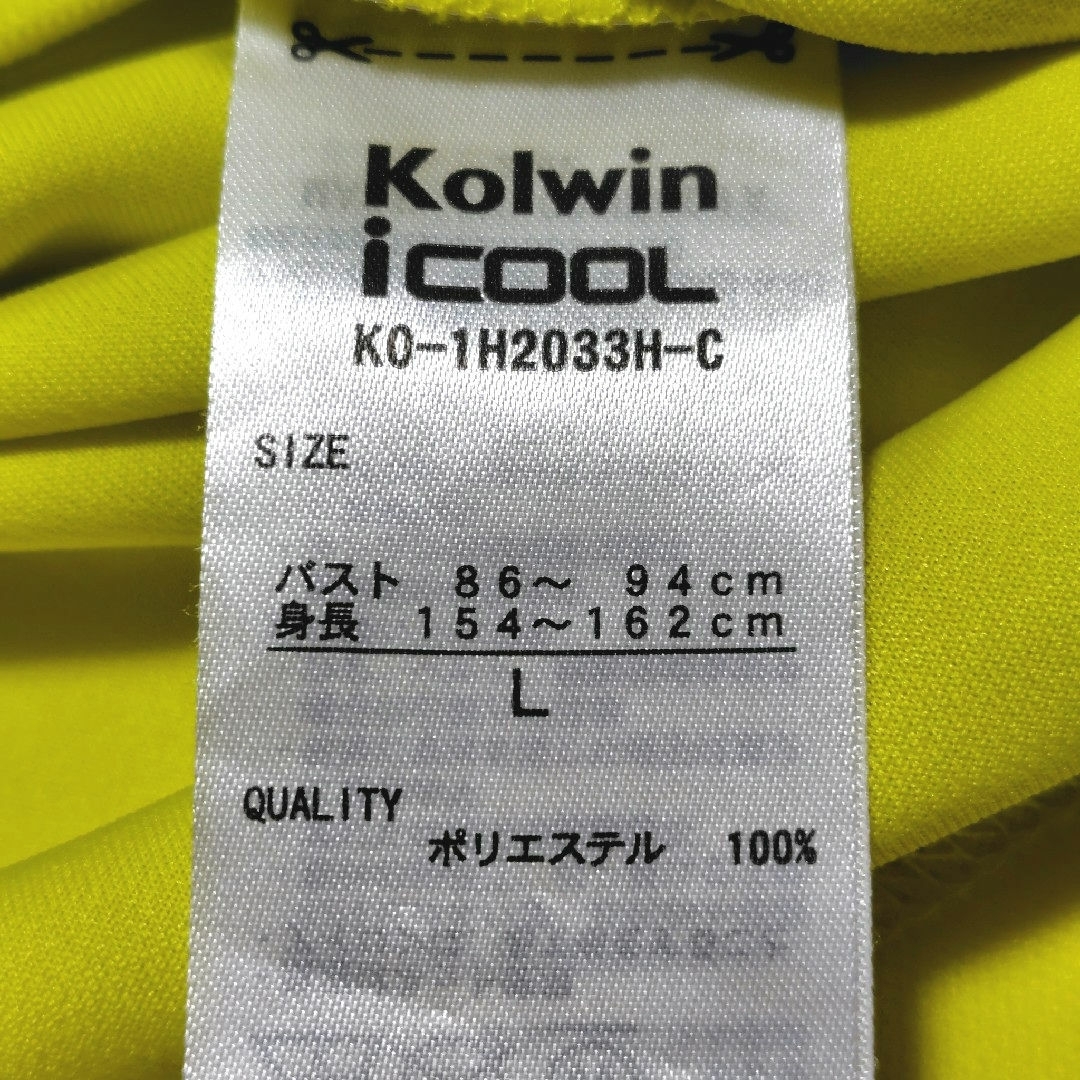 Kolwin
iCOOL
KO-1H2033H-C
SIZE
バスト ８６～ ９４ｃｍ
身長 １５４～１６２ｃｍ
L
QUALITY
ポリエステル 100%